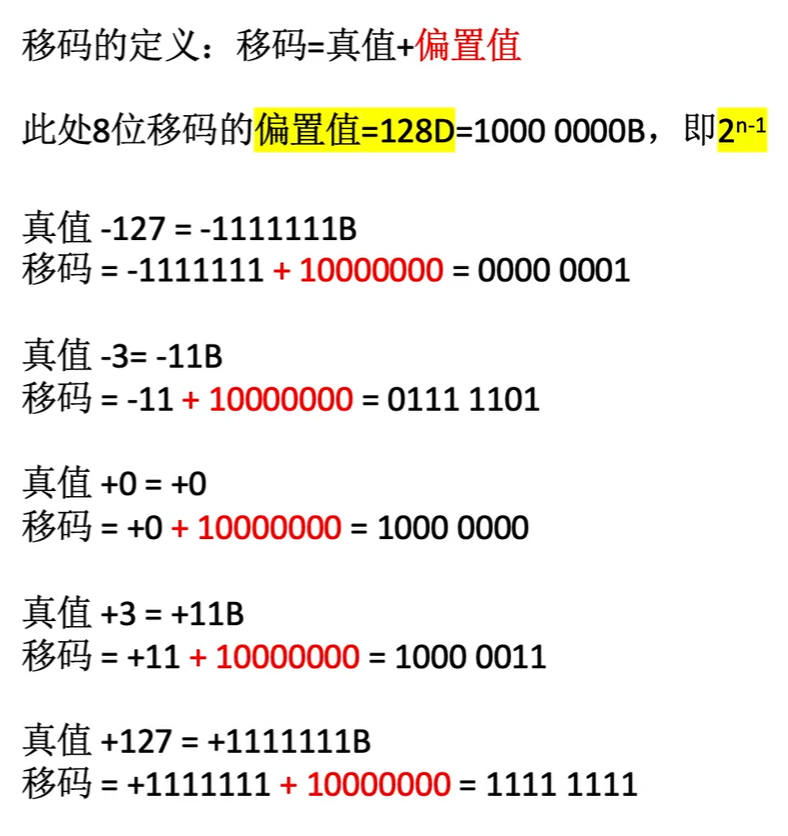 移码的定义：移码=真值+偏置值
此处8位移码的偏置值=128D=1000 0000B，即2ⁿ⁻¹
真值 -127 = -1111111B
移码 = -1111111 + 10000000 = 0000 0001
真值 -3= -11B
移码 = -11 + 10000000 = 0111 1101
真值 +0 = +0
移码 = +0 + 10000000 = 1000 0000
真值 +3 = +11B
移码 = +11 + 10000000 = 1000 0011
真值 +127 = +1111111B
移码 = +1111111 + 10000000 = 1111 1111